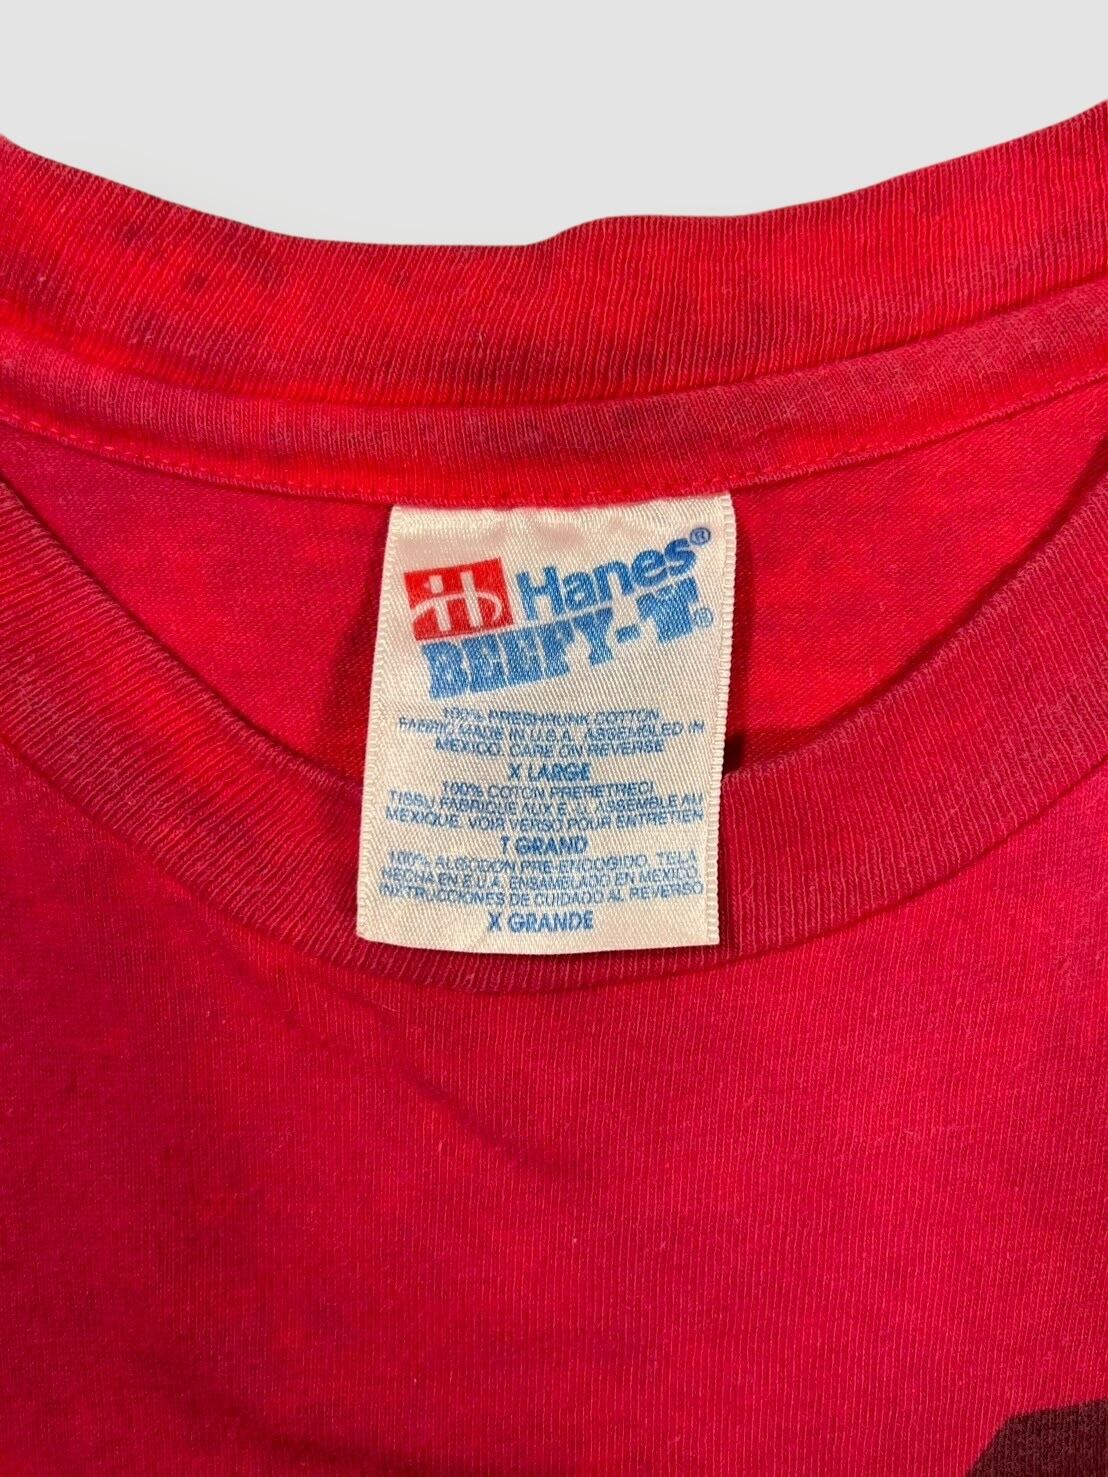 Hanes®
BEEFY-T®
100% PRESHRUNK COTTON
FABRIC MADE IN U.S.A. ASSEMBLED IN
MEXICO. CARE ON REVERSE
X LARGE
100% COTON PRERETRECI
TISSU FABRIQUE AUX E. U. ASSEMBLE AU
MEXIQUE. VOIR VERSO POUR ENTRETIEN
T GRAND
100% ALGODON PRE-ENCOGIDO. TELA
HECHA EN E.U.A. ENSAMBLADO EN MEXICO.
INSTRUCCIONES DE CUIDADO AL REVERSO
X GRANDE